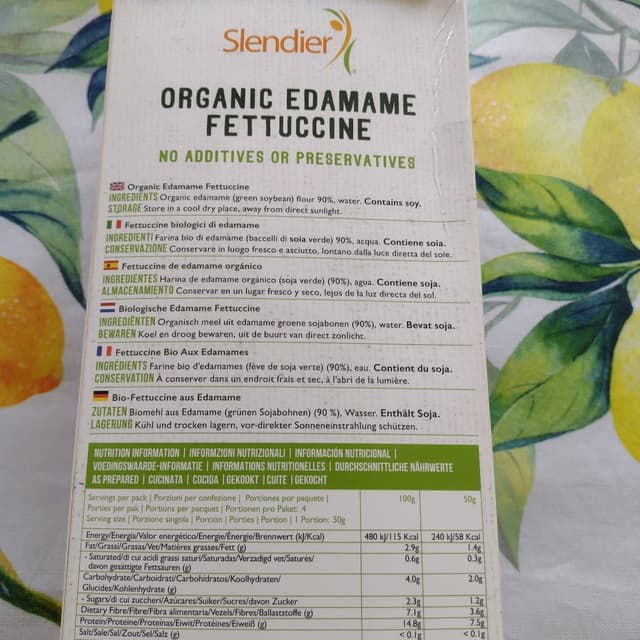 Slendier
ORGANIC EDAMAME
FETTUCCINE
NO ADDITIVES OR PRESERVATIVES
Organic Edamame Fettuccine
INGREDIENTS Organic edamame (green soybean) flour 90%, water. Contains soy.
STORAGE Store in a cool dry place, away from direct sunlight.
Fettuccine biologici di edamame
INGREDIENTI Farina bio di edamame (baccelli di soia verde) 90%, acqua. Contiene soia.
CONSERVAZIONE Conservare in luogo fresco e asciutto, lontano dalla luce diretta del sole.
Fettuccine de edamame orgánico
INGREDIENTES Harina de edamame orgánico (soja verde) (90%), agua. Contiene soja.
ALMACENAMIENTO Conservar en un lugar fresco y seco, lejos de la luz directa del sol.
Biologische Edamame Fettuccine
INGREDIËNTEN Organisch meel uit edamame groene sojabonen (90%), water. Bevat soja.
BEWAREN Koel en droog bewaren, uit de buurt van direct zonlicht.
Fettuccine Bio Aux Edamames
INGRÉDIENTS Farine bio d'edamames (fève de soja verte) (90%), eau. Contient du soja.
CONSERVATION À conserver dans un endroit frais et sec, à l'abri de la lumière.
Bio-Fettuccine aus Edamame
ZUTATEN Biomehl aus Edamame (grünen Sojabohnen) (90 %), Wasser. Enthält Soja.
LAGERUNG Kühl und trocken lagern, vor direkter Sonneneinstrahlung schützen.
NUTRITION INFORMATION | INFORMZIONI NUTRIZIONALI | INFORMACIÓN NUTRICIONAL |
VOEDINGSWAARDE-INFORMATIE | INFORMATIONS NUTRITIONELLES | DURCHSCHNITTLICHE NÄHRWERTE
AS PREPARED | CUCINATA | COCIDA | GEKOOKT | CUITE | GEKOCHT
Servings per pack | Porzioni per confezione | Porciones por paquete |
Porties per pak | Portions per pacquet | Portionen pro Paket: 4
Serving size | Porzione singola | Porción | Porties | Portion | 1 Portion: 50g
100g 50g
Energy/Energia/Valor energético/Energie/Énergie/Brennwert (kJ/Kcal) 480 kJ/115 Kcal 240 kJ/58 Kcal
Fat/Grassi/Grasas/Vet/Matières grasses/Fett (g) 2.9g 1.4g
- Saturated/di cui acidi grassi saturi/Saturadas/Verzadigd vet/Saturés/
davon gesättigte Fettsäuren (g) 0.6g 0.3g
Carbohydrate/Carboidrati/Carbohidratos/Koolhydraten/
Glucides/Kohlenhydrate (g) 4.0g 2.0g
- Sugars/di cui zuccheri/Azúcares/Suiker/Sucres/davon Zucker 2.3g 1.2g
Dietary Fibre/Fibre/Fibra alimentaria/Vezels/Fibres/Ballaststoffe (g) 7.1g 3.6g
Protein/Proteine/Proteínas/Eiwit/Protéines/Eiweiß (g) 14.8g 7.5g
Salt/Sale/Sal/Zout/Sel/Salz (g) < 0.1g < 0.1g